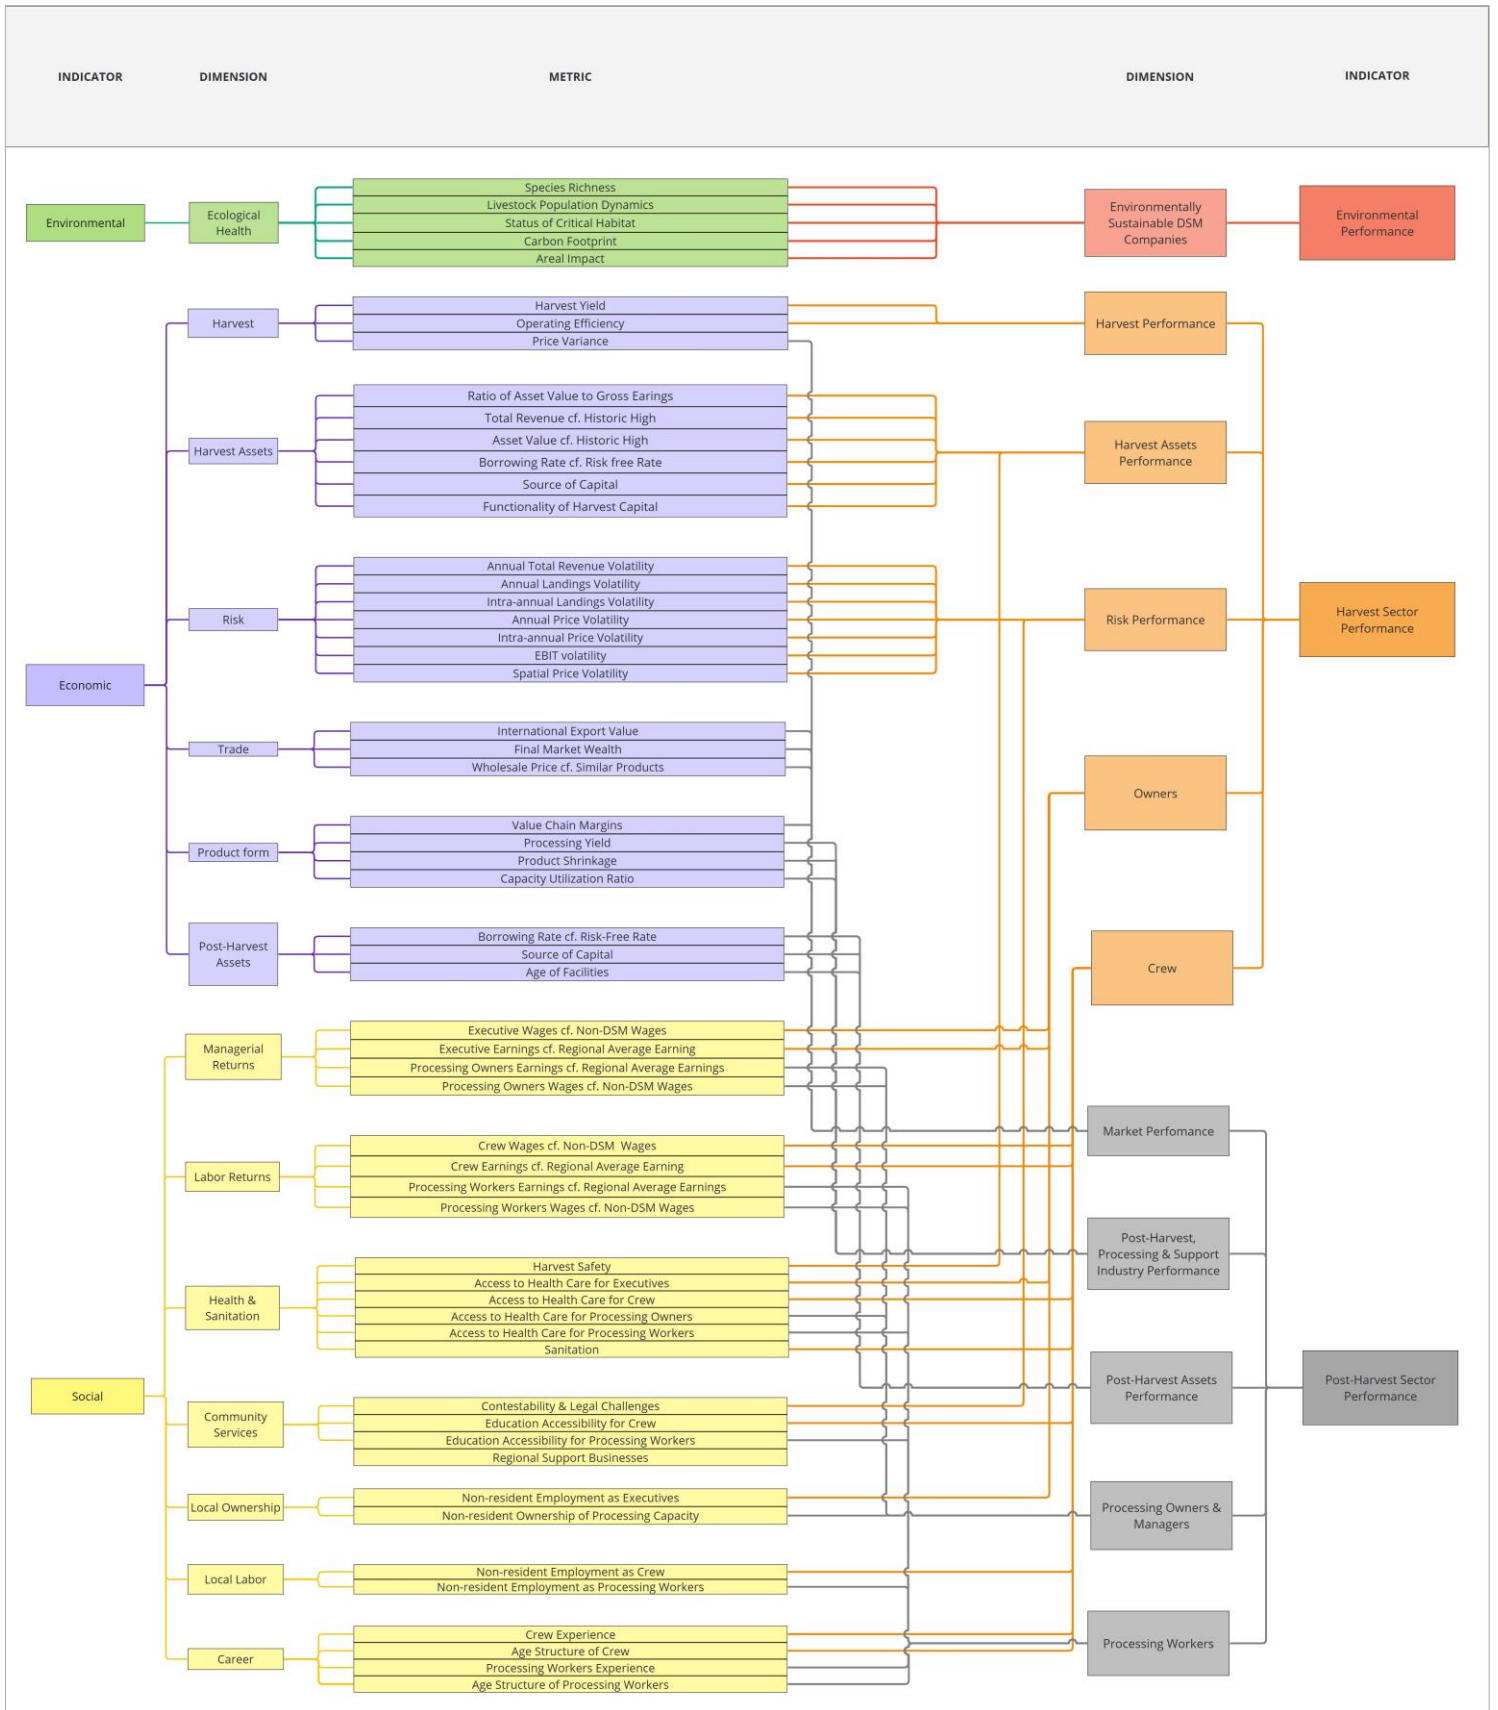 INDICATOR
DIMENSION
METRIC
DIMENSION
INDICATOR
Environmental
Ecological
Health
Species Richness
Livestock Population Dynamics
Status of Critical Habitat
Carbon Footprint
Areal Impact
Environmentally
Sustainable DSM
Companies
Environmental
Performance
Economic
Harvest
Harvest Yield
Operating Efficiency
Price Variance
Harvest Performance
Harvest Assets
Ratio of Asset Value to Gross Earings
Total Revenue cf. Historic High
Asset Value cf. Historic High
Borrowing Rate cf. Risk free Rate
Source of Capital
Functionality of Harvest Capital
Harvest Assets
Performance
Risk
Annual Total Revenue Volatility
Annual Landings Volatility
Intra-annual Landings Volatility
Annual Price Volatility
Intra-annual Price Volatility
EBIT volatility
Spatial Price Volatility
Risk Performance
Harvest Sector
Performance
Trade
International Export Value
Final Market Wealth
Wholesale Price cf. Similar Products
Owners
Product form
Value Chain Margins
Processing Yield
Product Shrinkage
Capacity Utilization Ratio
Post-Harvest
Assets
Borrowing Rate cf. Risk-Free Rate
Source of Capital
Age of Facilities
Crew
Social
Managerial
Returns
Executive Wages cf. Non-DSM Wages
Executive Earnings cf. Regional Average Earning
Processing Owners Earnings cf. Regional Average Earnings
Processing Owners Wages cf. Non-DSM Wages
Labor Returns
Crew Wages cf. Non-DSM  Wages
Crew Earnings cf. Regional Average Earning
Processing Workers Earnings cf. Regional Average Earnings
Processing Workers Wages cf. Non-DSM Wages
Market Perfomance
Health &
Sanitation
Harvest Safety
Access to Health Care for Executives
Access to Health Care for Crew
Access to Health Care for Processing Owners
Access to Health Care for Processing Workers
Sanitation
Post-Harvest,
Processing & Support
Industry Performance
Community
Services
Contestability & Legal Challenges
Education Accessibility for Crew
Education Accessibility for Processing Workers
Regional Support Businesses
Post-Harvest Assets
Performance
Post-Harvest Sector
Performance
Local Ownership
Non-resident Employment as Executives
Non-resident Ownership of Processing Capacity
Processing Owners &
Managers
Local Labor
Non-resident Employment as Crew
Non-resident Employment as Processing Workers
Career
Crew Experience
Age Structure of Crew
Processing Workers Experience
Age Structure of Processing Workers
Processing Workers